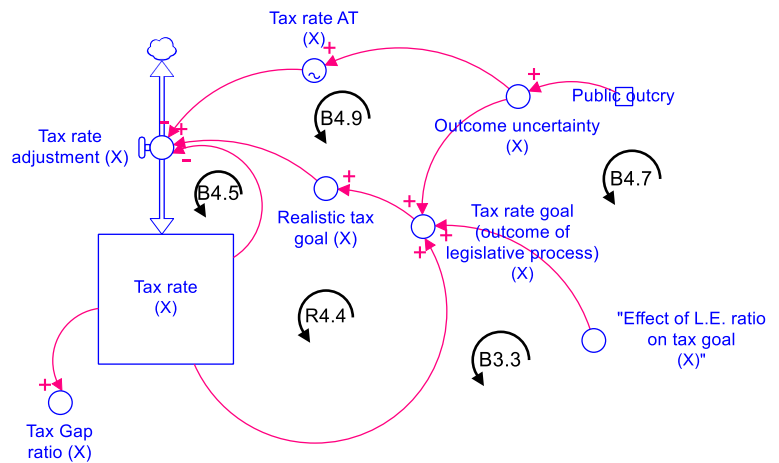 Tax rate AT
(X)
+
+
Public outcry
B4.9
Outcome uncertainty
(X)
-
+
Tax rate
adjustment (X)
-
B4.5
+
B4.7
Realistic tax
goal (X)
+
Tax rate goal
(outcome of
legislative process)
(X)
+
+
Tax rate
(X)
R4.4
B3.3
"Effect of L.E. ratio
on tax goal
(X)"
+
Tax Gap
ratio (X)